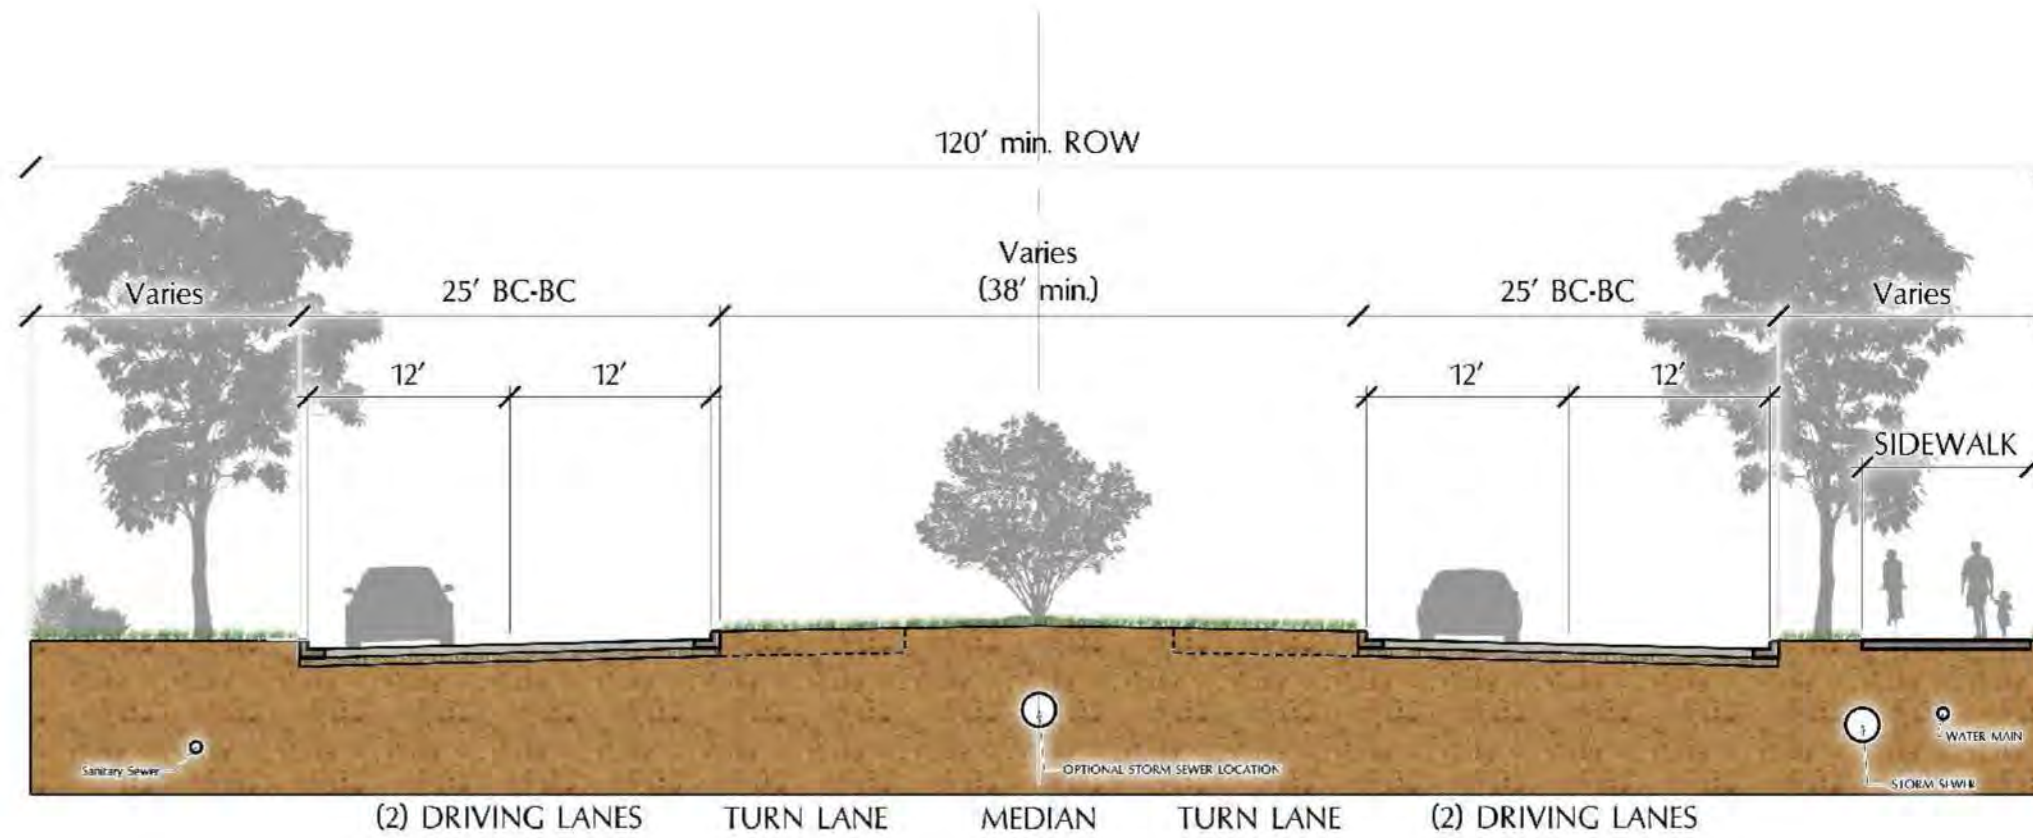 120' min. ROW
Varies
(38' min.)
Varies
25' BC-BC
25' BC-BC
Varies
12'
12'
12'
12'
SIDEWALK
Sanitary Sewer
OPTIONAL STORM SEWER LOCATION
WATER MAIN
STORM SEWER
(2) DRIVING LANES
TURN LANE
MEDIAN
TURN LANE
(2) DRIVING LANES